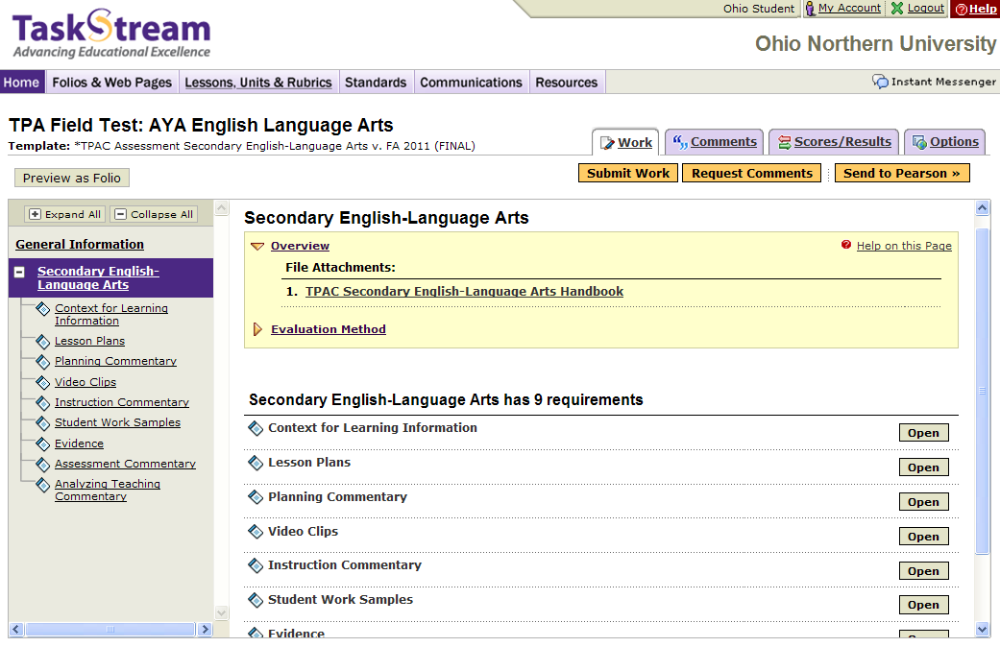 Ohio Student My Account Logout Help
TaskStream
Advancing Educational Excellence
Ohio Northern University
Home Folios & Web Pages Lessons, Units & Rubrics Standards Communications Resources Instant Messenger
TPA Field Test: AYA English Language Arts
Template: *TPAC Assessment Secondary English-Language Arts v. FA 2011 (FINAL)
Work Comments Scores/Results Options
Preview as Folio
Submit Work Request Comments Send to Pearson »
Expand All Collapse All
General Information
Secondary English-
Language Arts
Context for Learning
Information
Lesson Plans
Planning Commentary
Video Clips
Instruction Commentary
Student Work Samples
Evidence
Assessment Commentary
Analyzing Teaching
Commentary
Secondary English-Language Arts
Overview Help on this Page
File Attachments:
1. TPAC Secondary English-Language Arts Handbook
Evaluation Method
Secondary English-Language Arts has 9 requirements
Context for Learning Information Open
Lesson Plans Open
Planning Commentary Open
Video Clips Open
Instruction Commentary Open
Student Work Samples Open
Evidence Open